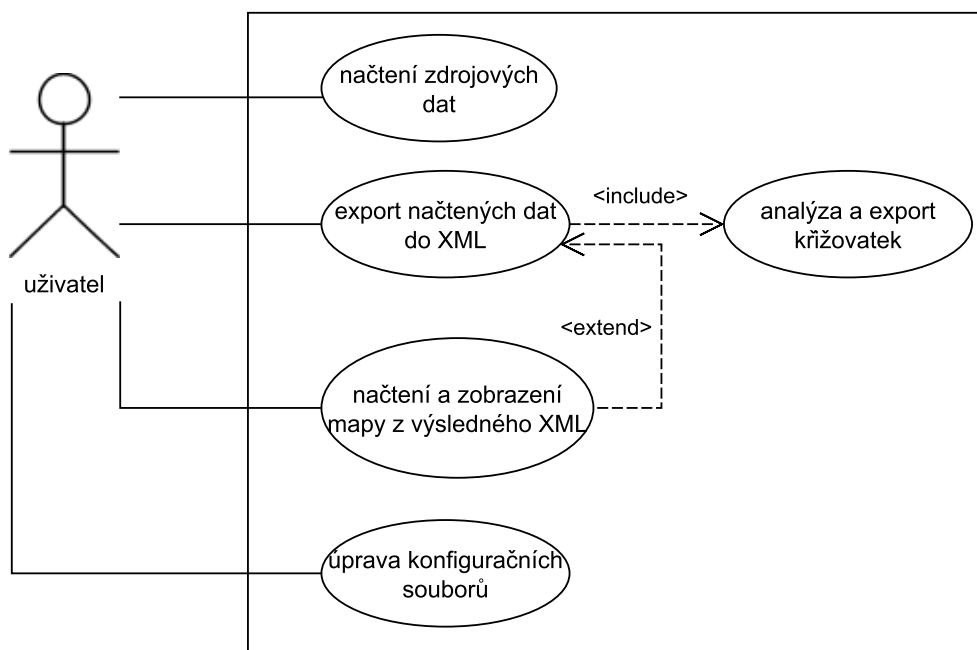 načtení zdrojových
dat
export načtených dat
do XML
<include>
analýza a export
křižovatek
uživatel
<extend>
načtení a zobrazení
mapy z výsledného XML
úprava konfiguračních
souborů